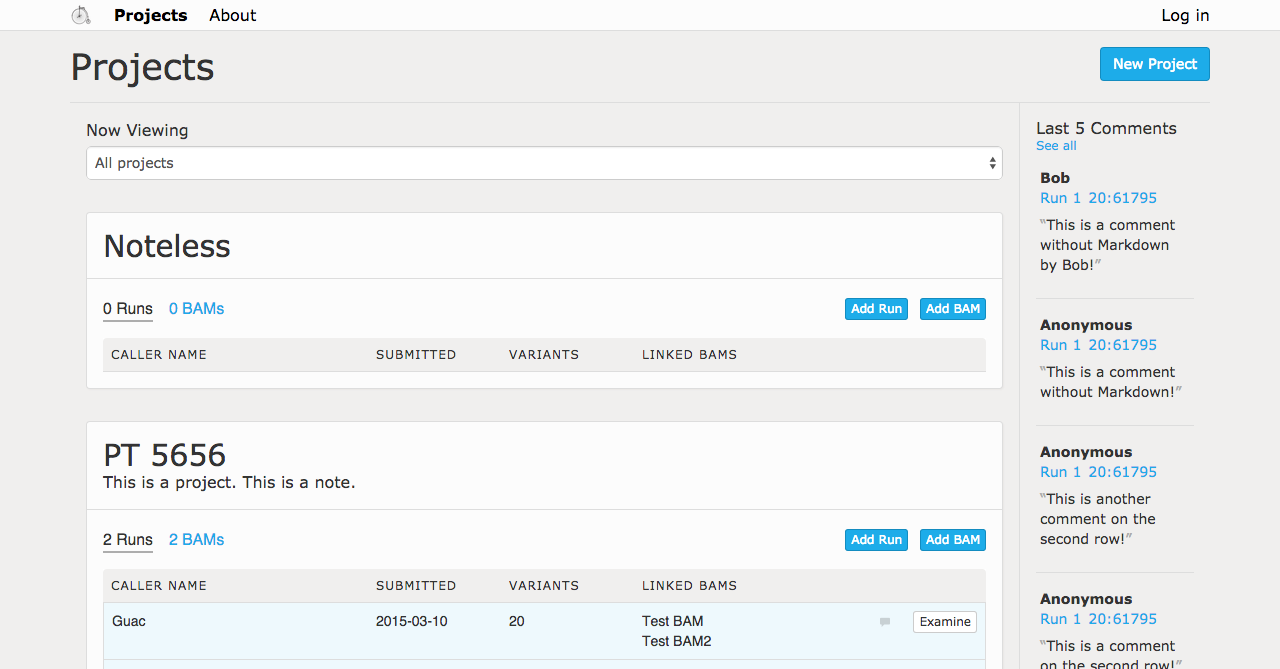 Projects About Log in
Projects
New Project
Now Viewing
All projects
Noteless
0 Runs 0 BAMs Add Run Add BAM
CALLER NAME SUBMITTED VARIANTS LINKED BAMS
PT 5656
This is a project. This is a note.
2 Runs 2 BAMs Add Run Add BAM
CALLER NAME SUBMITTED VARIANTS LINKED BAMS
Guac 2015-03-10 20 Test BAM Examine
Test BAM2
Last 5 Comments
See all
Bob
Run 1 20:61795
"This is a comment
without Markdown
by Bob!"
Anonymous
Run 1 20:61795
"This is a comment
without Markdown!"
Anonymous
Run 1 20:61795
"This is another
comment on the
second row!"
Anonymous
Run 1 20:61795
"This is a comment
on the second row!"